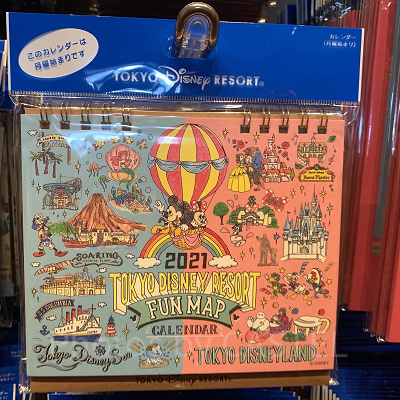 このカレンダーは
月曜始まりです
カレンダー
(月曜始まり)
TOKYO Disney RESORT®
SOARING
2021
TOKYO DISNEY RESORT
FUN MAP
CALENDAR
Tokyo DisneySea
TOKYO DISNEYLAND
© DISNEY
TOKYO Disney RESORT®